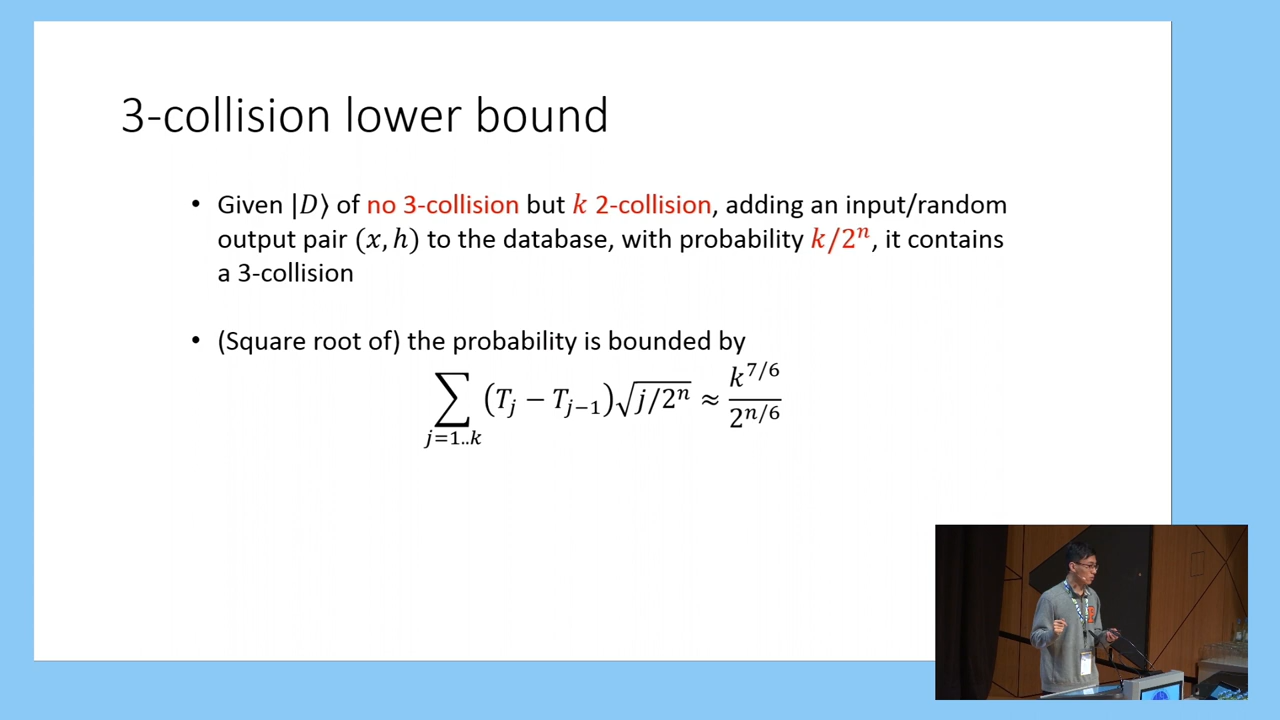 3-collision lower bound
• Given |D⟩ of no 3-collision but k 2-collision, adding an input/random
output pair (x, h) to the database, with probability k/2ⁿ, it contains
a 3-collision
• (Square root of) the probability is bounded by
∑_{j=1..k} (T_j − T_{j−1})√(j/2ⁿ) ≈ k^{7/6}/2^{n/6}